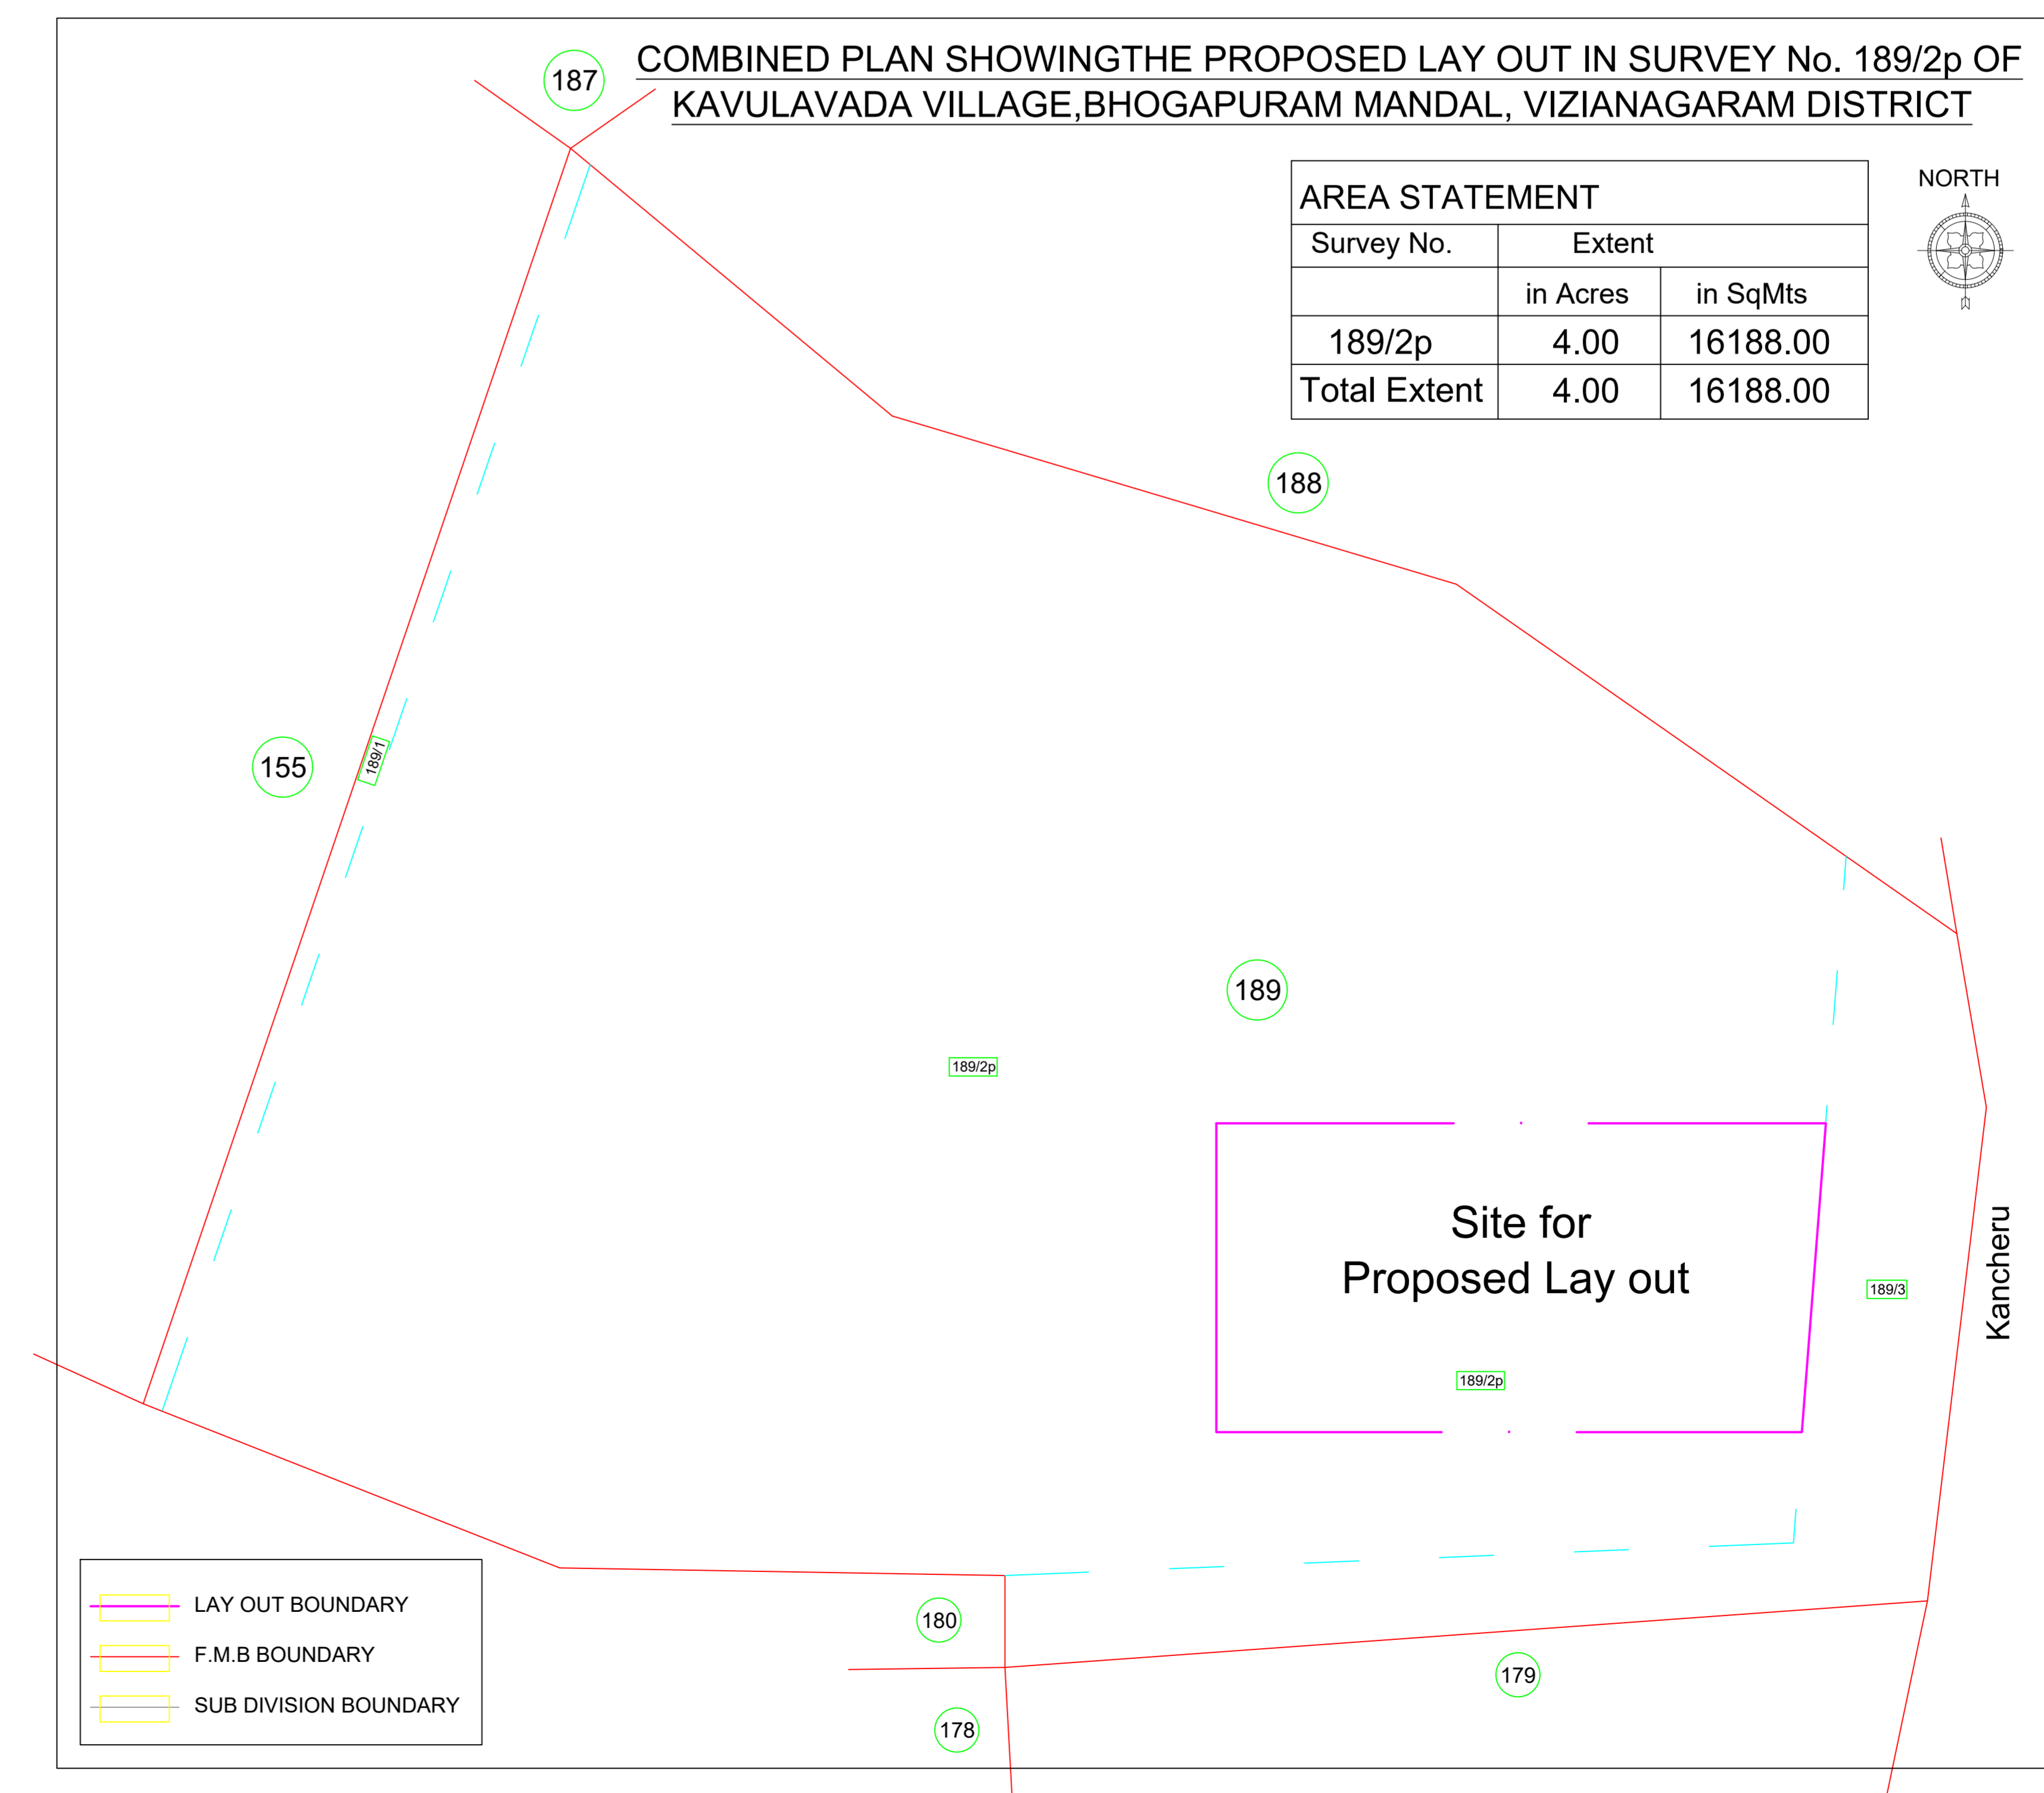 COMBINED PLAN SHOWINGTHE PROPOSED LAY OUT IN SURVEY No. 189/2p OF
KAVULAVADA VILLAGE,BHOGAPURAM MANDAL, VIZIANAGARAM DISTRICT
187
AREA STATEMENT
Survey No. Extent
in Acres in SqMts
189/2p 4.00 16188.00
Total Extent 4.00 16188.00
NORTH
188
155
189/1
189
189/2p
Site for
Proposed Lay out
189/2p
189/3
Kancheru
LAY OUT BOUNDARY
F.M.B BOUNDARY
SUB DIVISION BOUNDARY
180
179
178